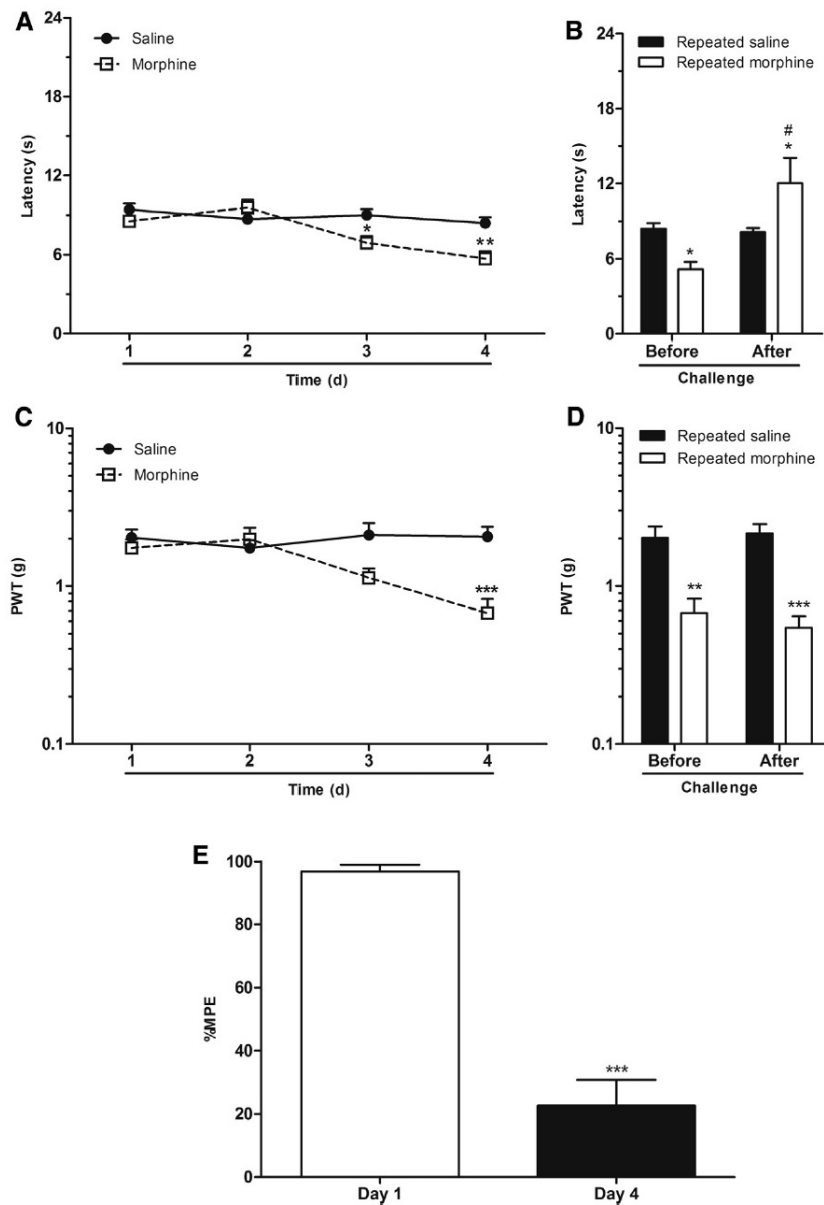 A
24
18
12
6
0
Latency (s)
Saline
Morphine
*
**
1 2 3 4
Time (d)
B
24
18
12
6
0
Latency (s)
Repeated saline
Repeated morphine
*
#
*
Before After
Challenge
C
10
1
0.1
PWT (g)
Saline
Morphine
***
1 2 3 4
Time (d)
D
10
1
0.1
PWT (g)
Repeated saline
Repeated morphine
**
***
Before After
Challenge
E
100
80
60
40
20
0
%MPE
***
Day 1 Day 4